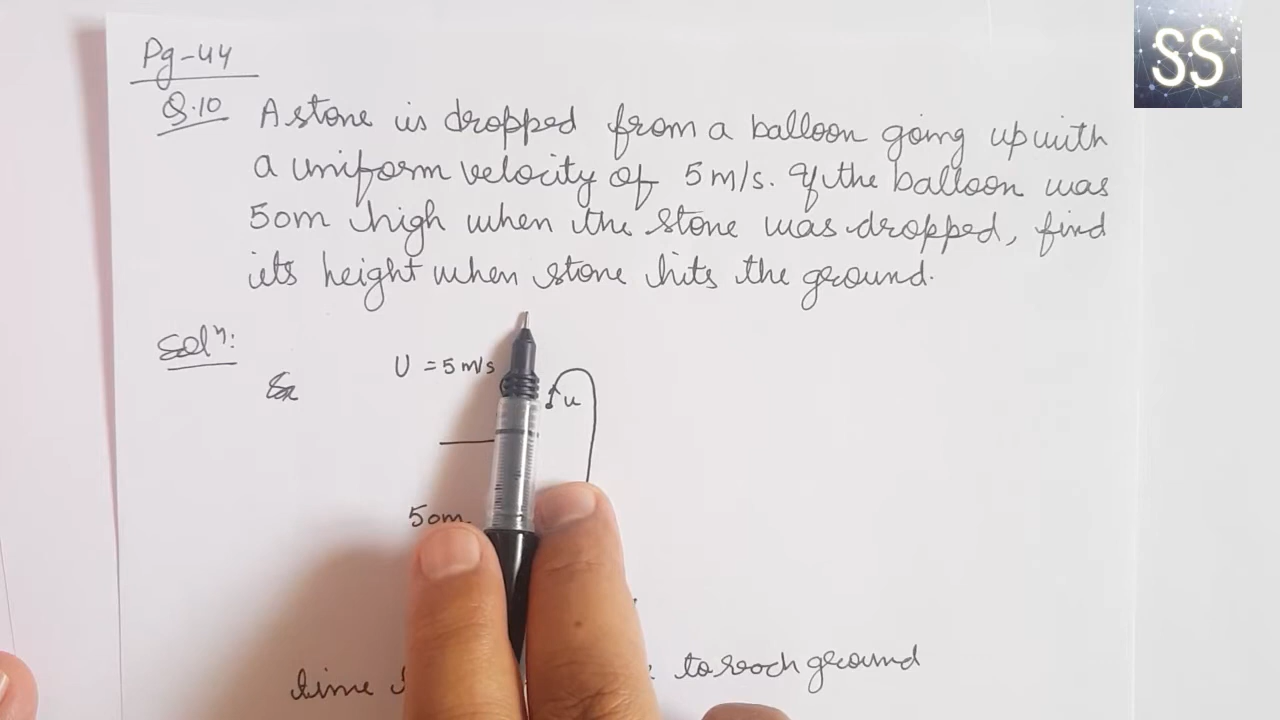 Pg-44
Q.10 A stone is dropped from a balloon going up with
a uniform velocity of 5 m/s. If the balloon was
50m high when the stone was dropped, find
its height when stone hits the ground.
Solⁿ:
U = 5 m/s
u
50m
time to reach ground
SS